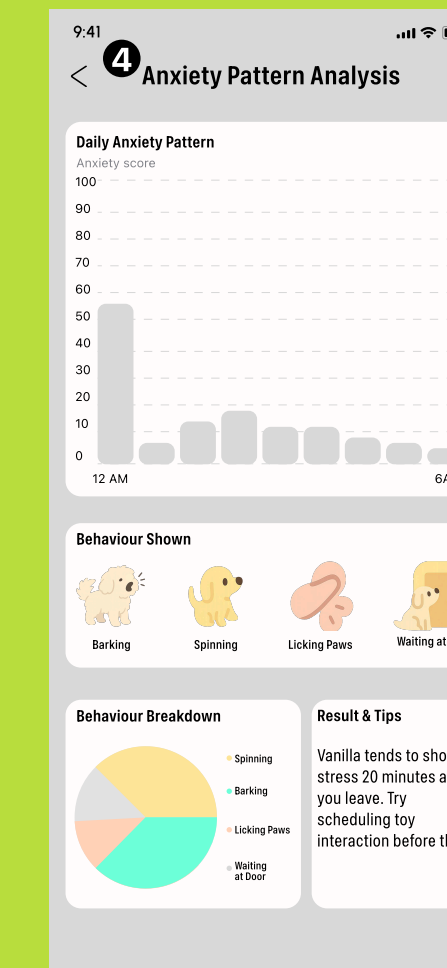 9:41
4
Anxiety Pattern Analysis
Daily Anxiety Pattern
Anxiety score
100
90
80
70
60
50
40
30
20
10
0
12 AM
6A
Behaviour Shown
Barking
Spinning
Licking Paws
Waiting at
Behaviour Breakdown
Spinning
Barking
Licking Paws
Waiting
at Door
Result & Tips
Vanilla tends to sho
stress 20 minutes a
you leave. Try
scheduling toy
interaction before th